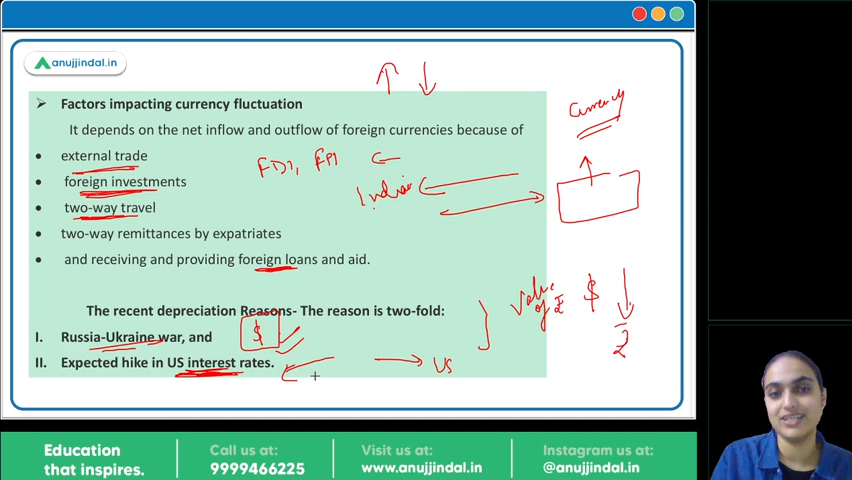 anujjindal.in
Factors impacting currency fluctuation
It depends on the net inflow and outflow of foreign currencies because of
external trade
foreign investments
two-way travel
two-way remittances by expatriates
and receiving and providing foreign loans and aid.
The recent depreciation Reasons- The reason is two-fold:
I. Russia-Ukraine war, and
II. Expected hike in US interest rates.
Currency
FDI, FPI
India
Value $
of ₹
$
US
Education
that inspires.
Call us at:
9999466225
Visit us at:
www.anujjindal.in
Instagram us at:
@anujjindal.in